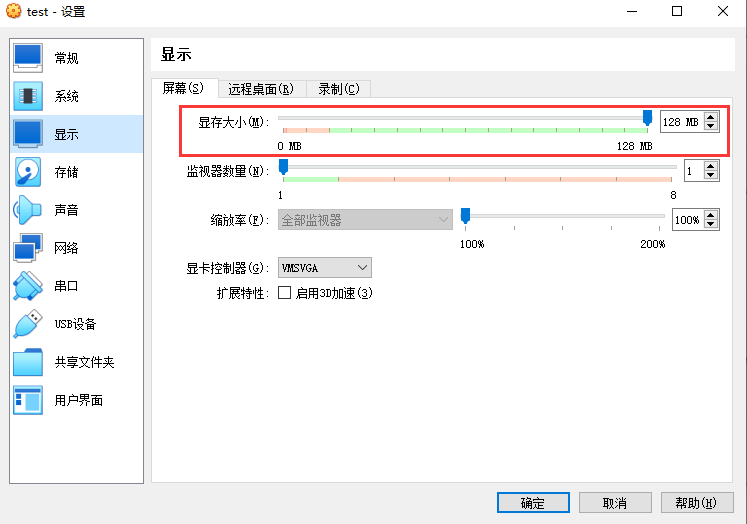 test - 设置
常规
系统
显示
存储
声音
网络
串口
USB设备
共享文件夹
用户界面
显示
屏幕(S) 远程桌面(R) 录制(C)
显存大小(M): 128 MB
0 MB 128 MB
监视器数量(N): 1
1 8
缩放率(F): 全部监视器 100%
100% 200%
显卡控制器(G): VMSVGA
扩展特性: 启用3D加速(3)
确定 取消 帮助(H)